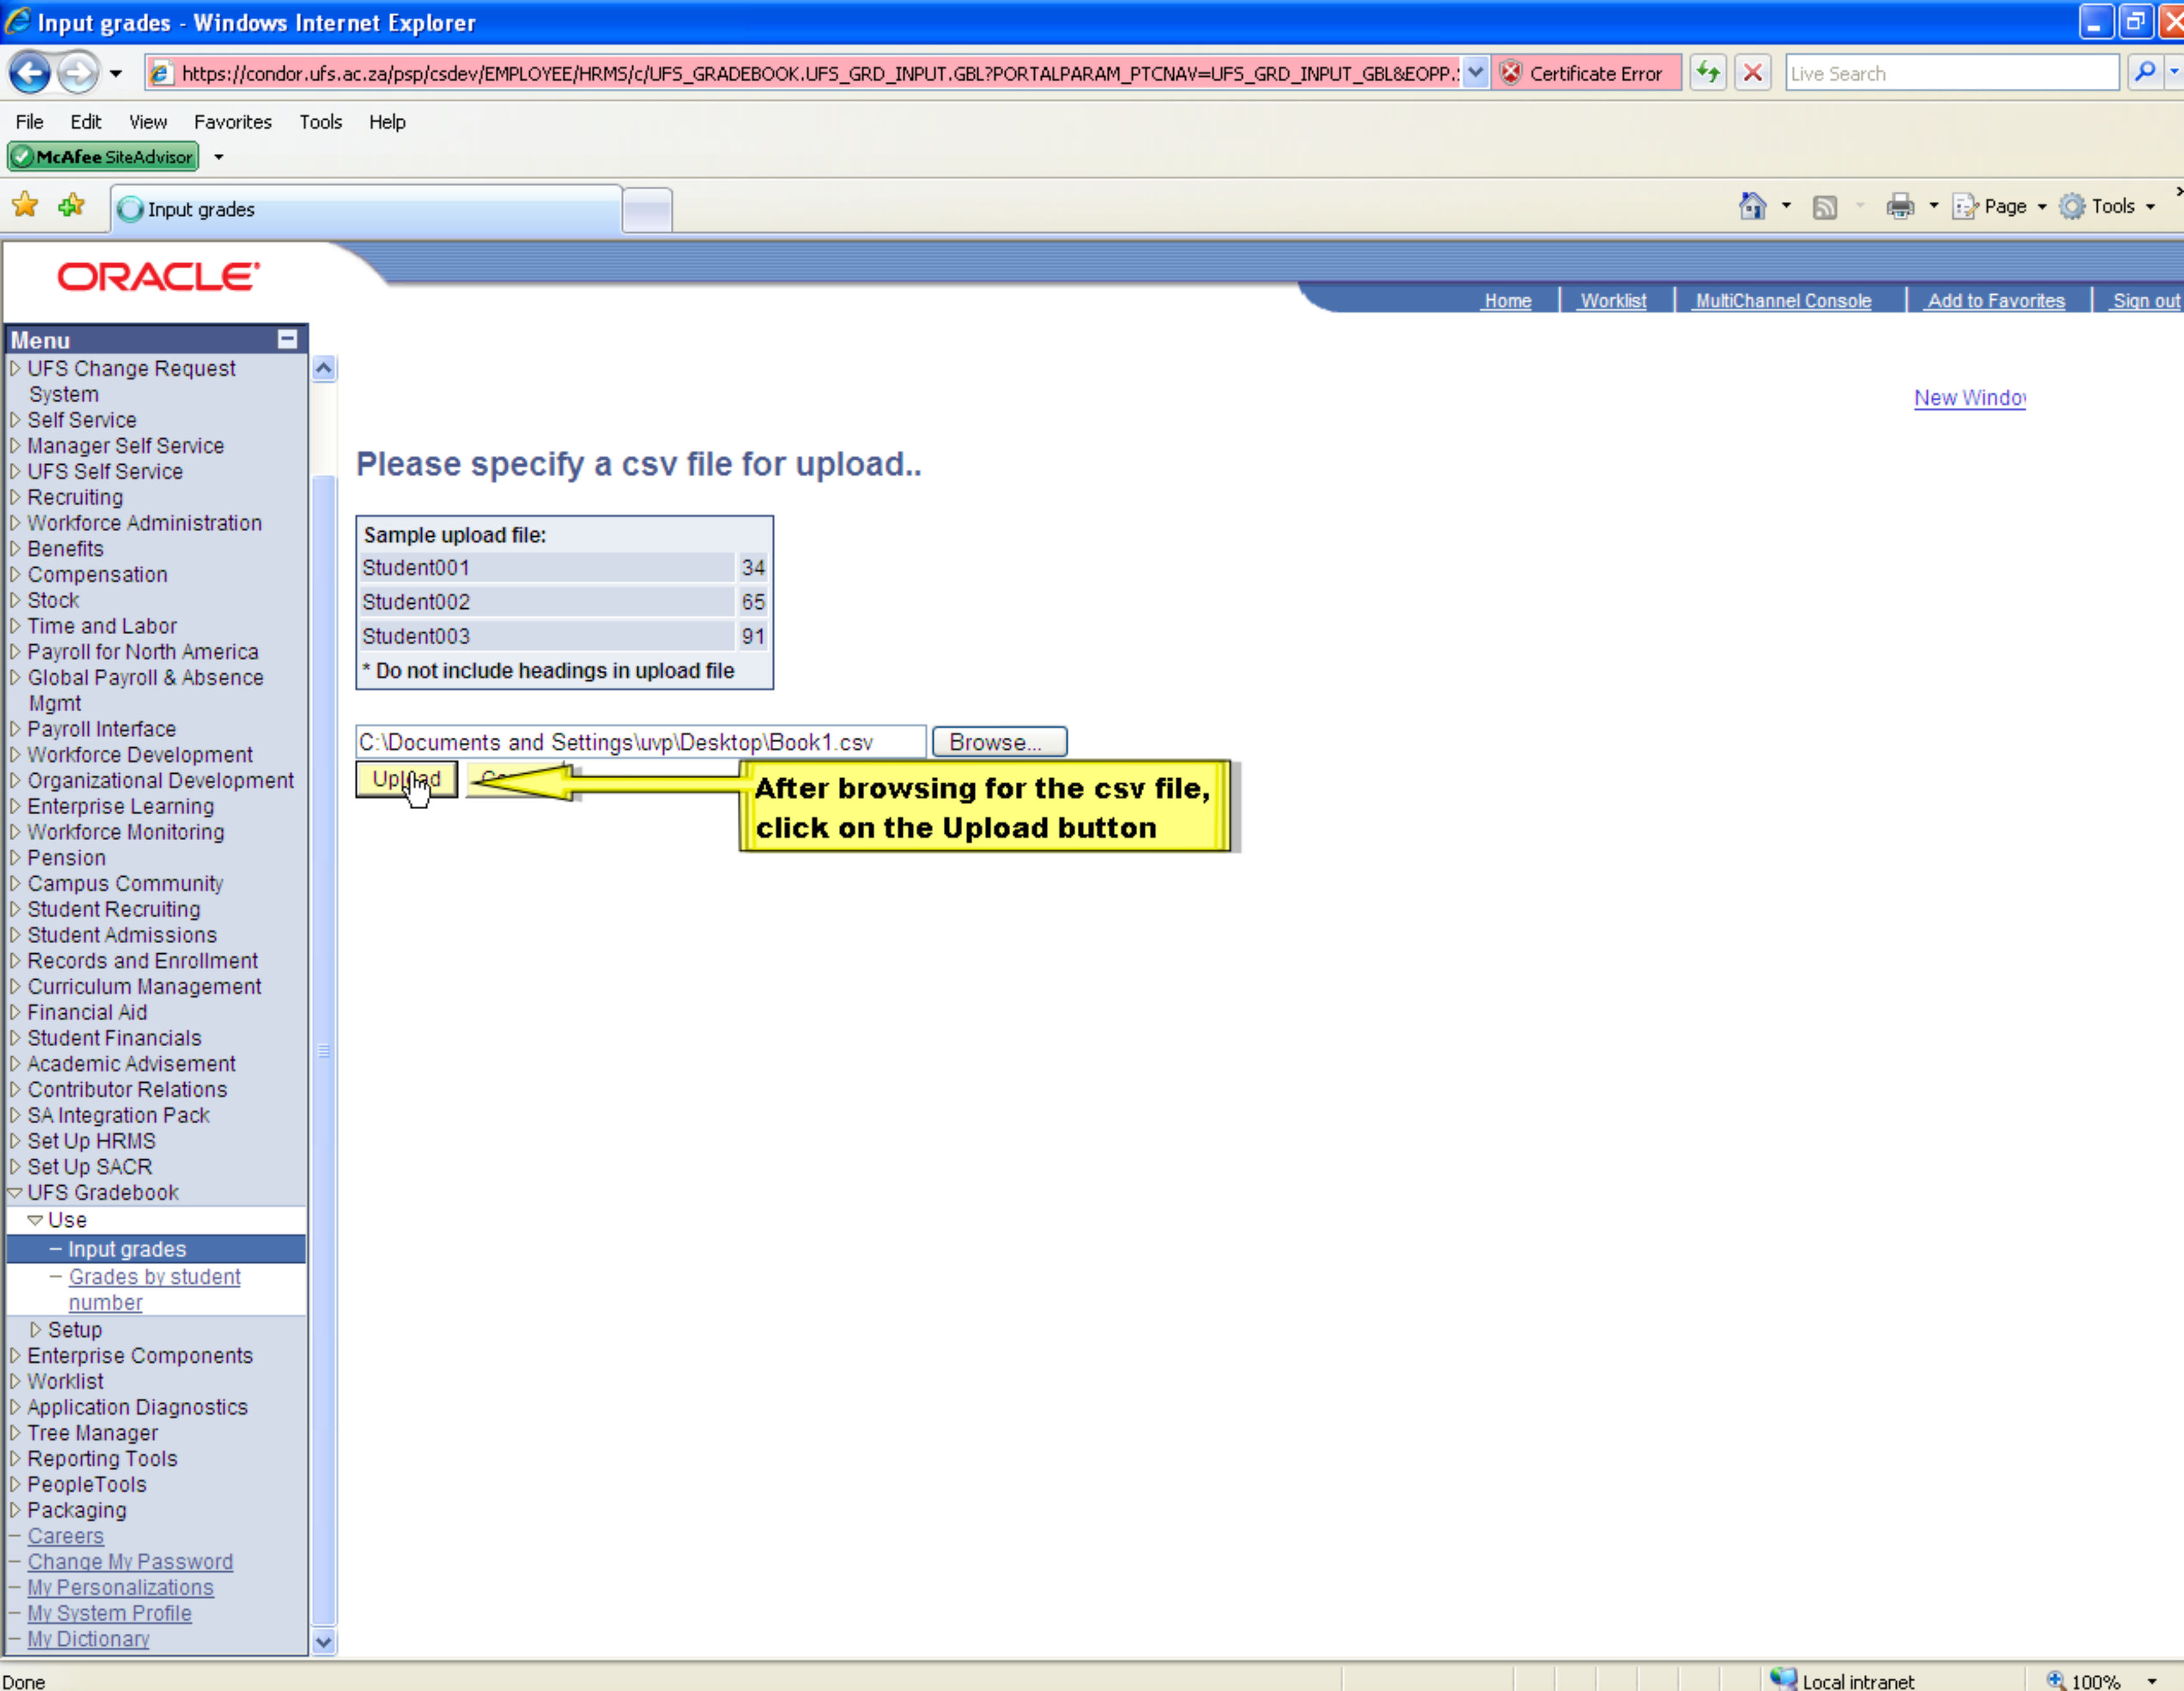 Input grades - Windows Internet Explorer
https://condor.ufs.ac.za/psp/csdev/EMPLOYEE/HRMS/c/UFS_GRADEBOOK.UFS_GRD_INPUT.GBL?PORTALPARAM_PTCNAV=UFS_GRD_INPUT_GBL&EOPP. Certificate Error Live Search
File Edit View Favorites Tools Help
McAfee SiteAdvisor
Input grades Page Tools
ORACLE
Home Worklist MultiChannel Console Add to Favorites Sign out
Menu
UFS Change Request
System
Self Service
Manager Self Service
UFS Self Service
Recruiting
Workforce Administration
Benefits
Compensation
Stock
Time and Labor
Payroll for North America
Global Payroll & Absence
Mgmt
Payroll Interface
Workforce Development
Organizational Development
Enterprise Learning
Workforce Monitoring
Pension
Campus Community
Student Recruiting
Student Admissions
Records and Enrollment
Curriculum Management
Financial Aid
Student Financials
Academic Advisement
Contributor Relations
SA Integration Pack
Set Up HRMS
Set Up SACR
UFS Gradebook
Use
– Input grades
– Grades by student
number
Setup
Enterprise Components
Worklist
Application Diagnostics
Tree Manager
Reporting Tools
PeopleTools
Packaging
– Careers
– Change My Password
– My Personalizations
– My System Profile
– My Dictionary
New Windo
Please specify a csv file for upload..
Sample upload file:
Student001 34
Student002 65
Student003 91
* Do not include headings in upload file
C:\Documents and Settings\uvp\Desktop\Book1.csv Browse...
Upload
After browsing for the csv file,
click on the Upload button
Done Local intranet 100%